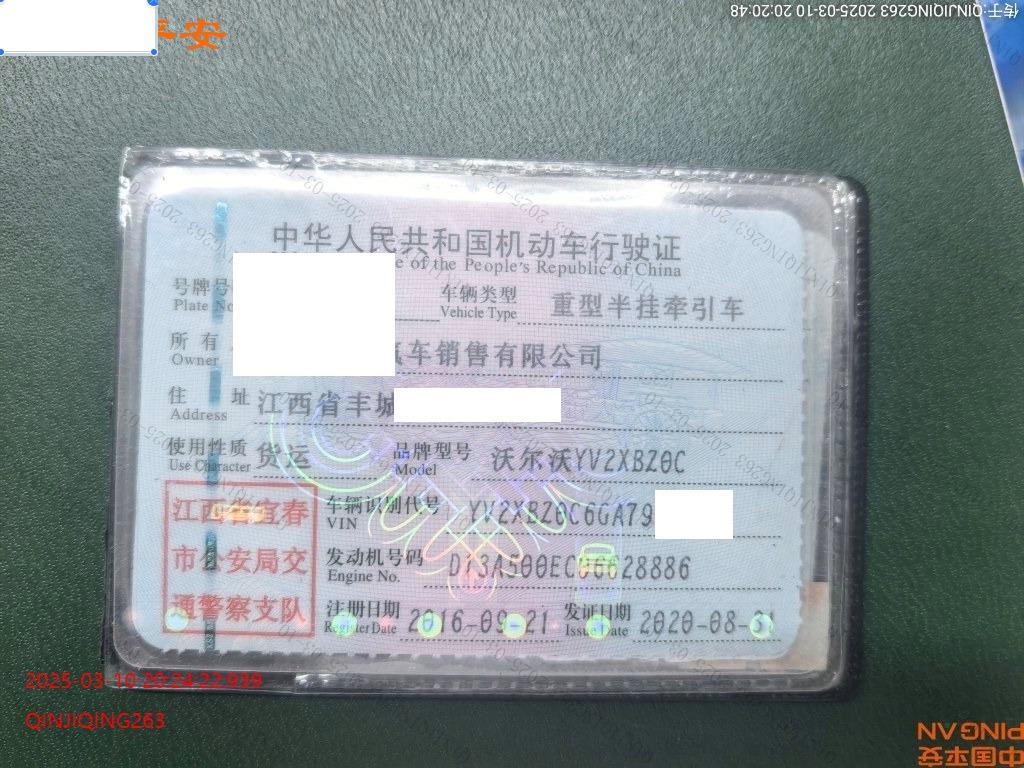 传于:QINJIQING263 2025-03-10 20:20:48
平安
中华人民共和国机动车行驶证
e of the People's Republic of China
号牌号
Plate No
车辆类型
Vehicle Type
重型半挂牵引车
所有
Owner
汽车销售有限公司
住 址
Address
江西省丰城
使用性质
Use Character
货运
品牌型号
Model
沃尔沃YV2XBZ0C
江西省宜春
市公安局交
通警察支队
车辆识别代号
VIN
YV2XBZ0C6GA79
发动机号码
Engine No.
D13A500EC06628886
注册日期
Register Date
2016-09-21
发证日期
Issue Date
2020-08-31
2025-03-10 20:24:22:939
QINJIQING263
PING AN
中国平安